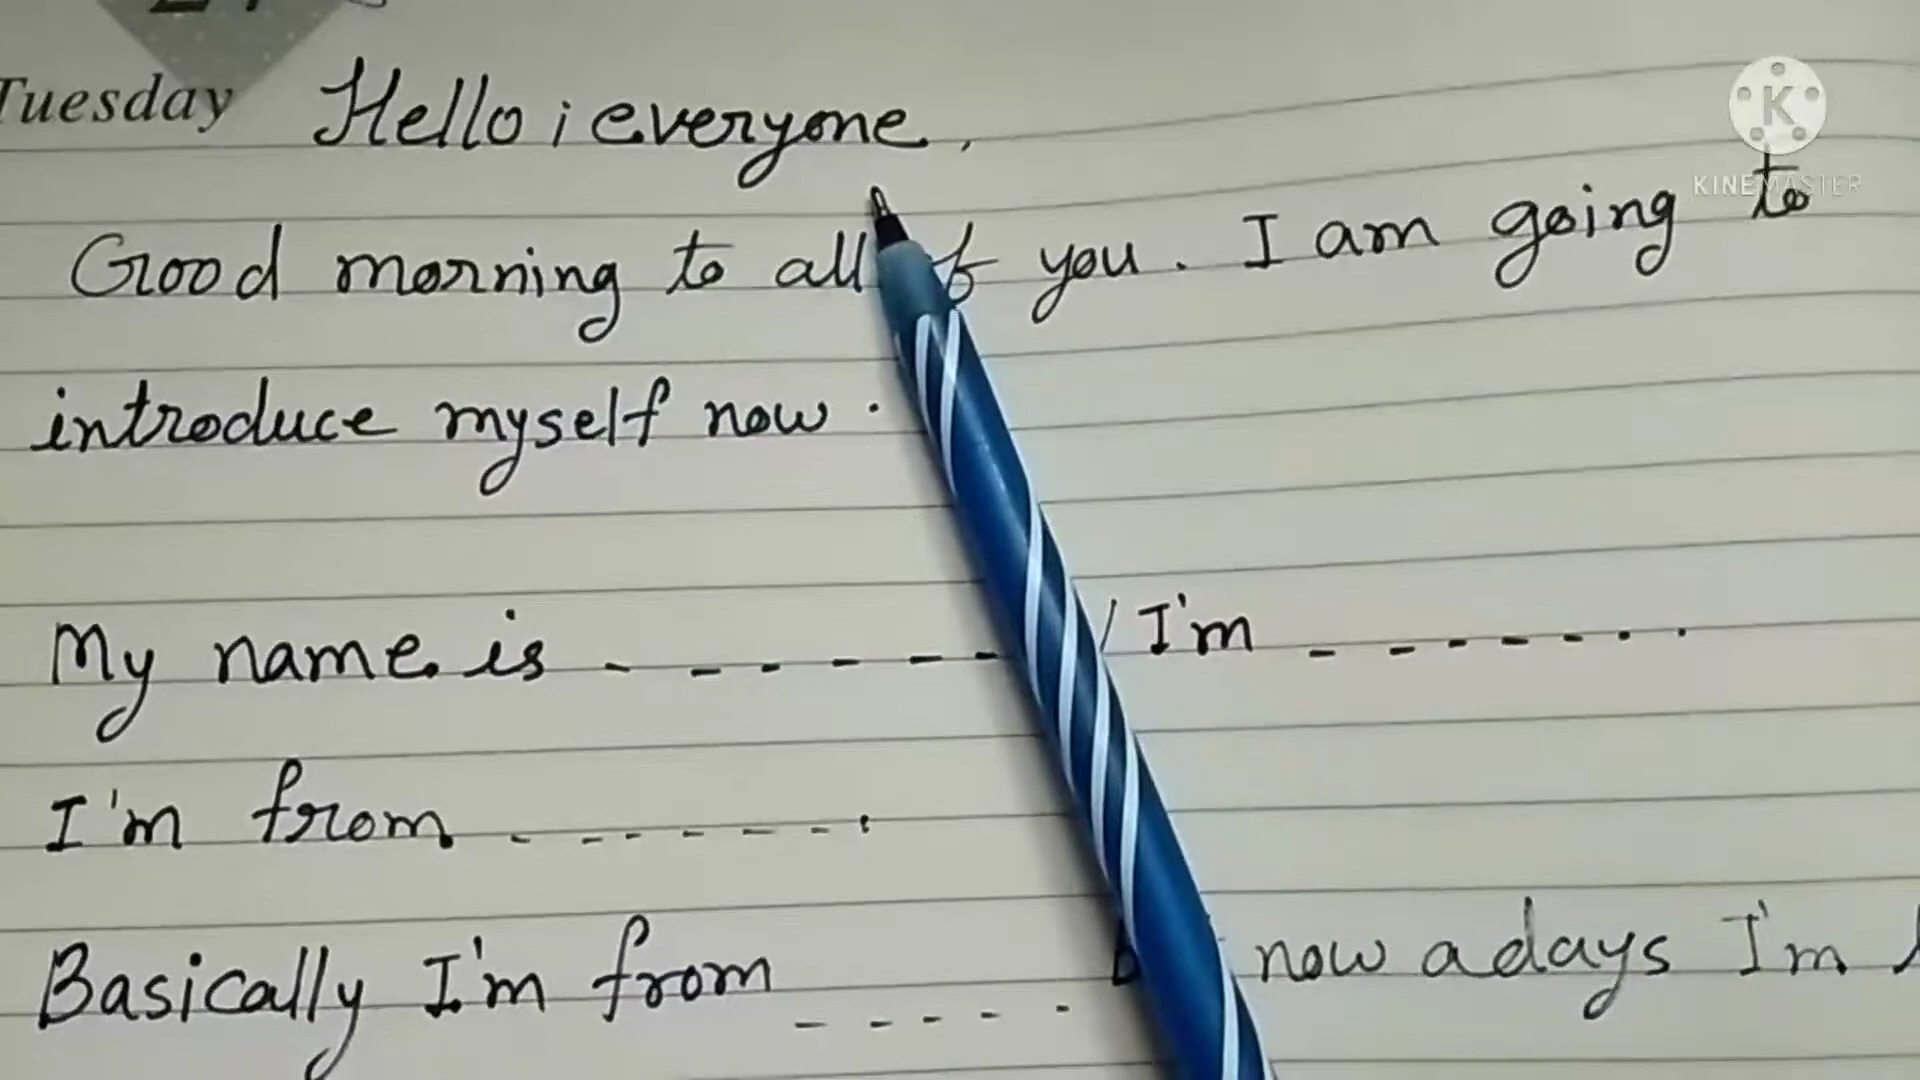 Tuesday
Hello i everyone,
Good morning to all of you. I am going to
introduce myself now.
My name is - - - - - - / I'm - - - - - - -
I'm from - - - - - - .
Basically I'm from - - - - - now adays I'm
K
KINEMASTER